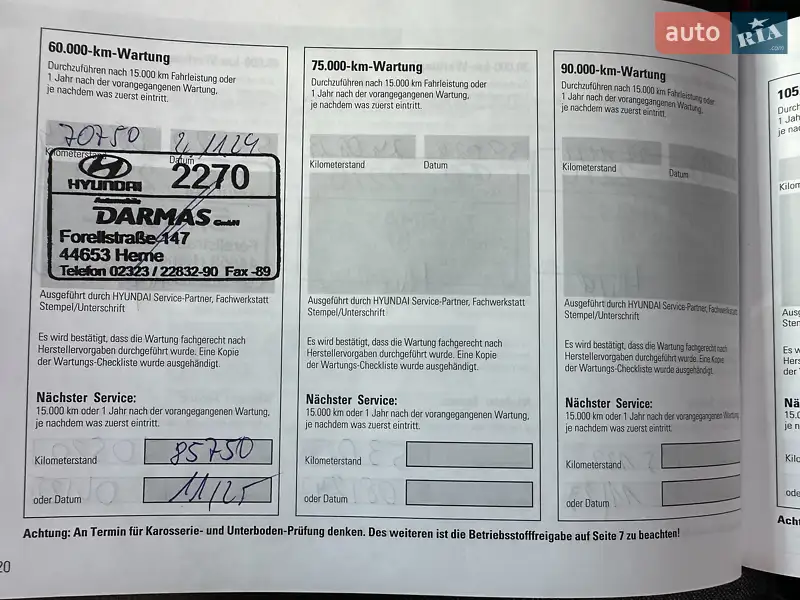 auto RIA .com
60.000-km-Wartung
Durchzuführen nach 15.000 km Fahrleistung oder
1 Jahr nach der vorangegangenen Wartung,
je nachdem was zuerst eintritt.
70750
2.1124
Kilometerstand
Datum
HYUNDAI
2270
Automobile
DARMAS GmbH
Forellstraße 147
44653 Herne
Telefon 02323 / 22832-90 Fax -89
Ausgeführt durch HYUNDAI Service-Partner, Fachwerkstatt
Stempel/Unterschrift
Es wird bestätigt, dass die Wartung fachgerecht nach
Herstellervorgaben durchgeführt wurde. Eine Kopie
der Wartungs-Checkliste wurde ausgehändigt.
Nächster Service:
15.000 km oder 1 Jahr nach der vorangegangenen Wartung,
je nachdem was zuerst eintritt.
Kilometerstand
85750
oder Datum
11/25
75.000-km-Wartung
Durchzuführen nach 15.000 km Fahrleistung oder
1 Jahr nach der vorangegangenen Wartung,
je nachdem was zuerst eintritt.
Kilometerstand
Datum
Ausgeführt durch HYUNDAI Service-Partner, Fachwerkstatt
Stempel/Unterschrift
Es wird bestätigt, dass die Wartung fachgerecht nach
Herstellervorgaben durchgeführt wurde. Eine Kopie
der Wartungs-Checkliste wurde ausgehändigt.
Nächster Service:
15.000 km oder 1 Jahr nach der vorangegangenen Wartung,
je nachdem was zuerst eintritt.
Kilometerstand
oder Datum
90.000-km-Wartung
Durchzuführen nach 15.000 km Fahrleistung oder
1 Jahr nach der vorangegangenen Wartung,
je nachdem was zuerst eintritt.
Kilometerstand
Datum
Ausgeführt durch HYUNDAI Service-Partner, Fachwerkstatt
Stempel/Unterschrift
Es wird bestätigt, dass die Wartung fachgerecht nach
Herstellervorgaben durchgeführt wurde. Eine Kopie
der Wartungs-Checkliste wurde ausgehändigt.
Nächster Service:
15.000 km oder 1 Jahr nach der vorangegangenen Wartung
je nachdem was zuerst eintritt.
Kilometerstand
oder Datum
Achtung: An Termin für Karosserie- und Unterboden-Prüfung denken. Des weiteren ist die Betriebsstofffreigabe auf Seite 7 zu beachten!
20
105